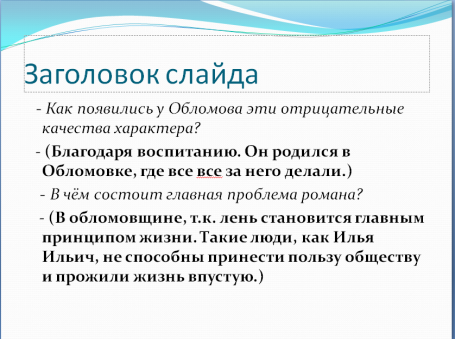 Заголовок слайда
- Как появились у Обломова эти отрицательные
качества характера?
- (Благодаря воспитанию. Он родился в
Обломовке, где все все за него делали.)
- В чём состоит главная проблема романа?
- (В обломовщине, т.к. лень становится главным
принципом жизни. Такие люди, как Илья
Ильич, не способны принести пользу обществу
и прожили жизнь впустую.)